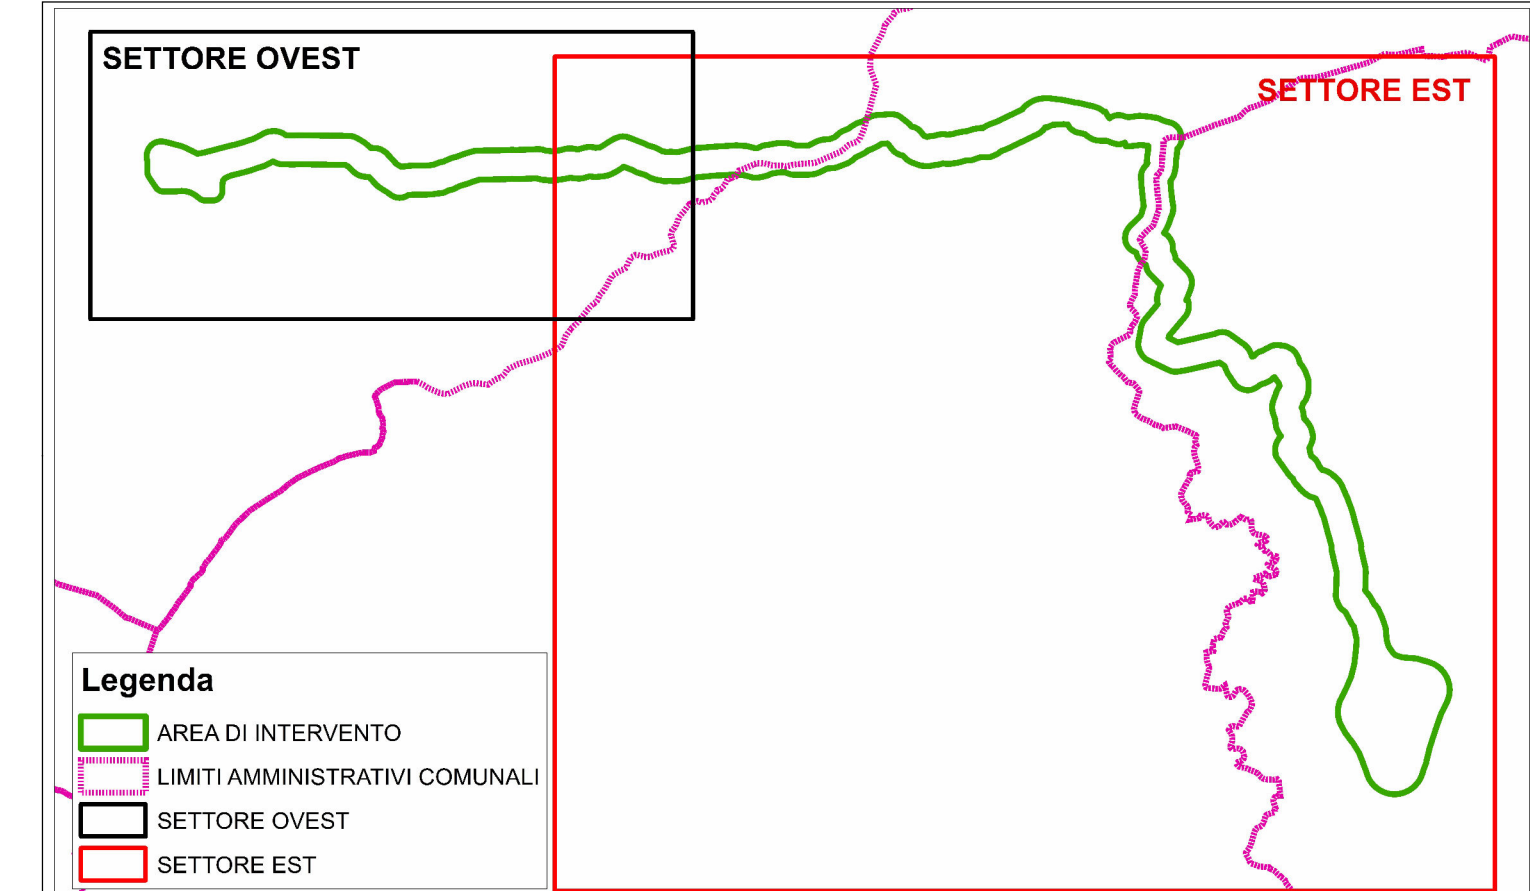 SETTORE OVEST
SETTORE EST
Legenda
AREA DI INTERVENTO
LIMITI AMMINISTRATIVI COMUNALI
SETTORE OVEST
SETTORE EST